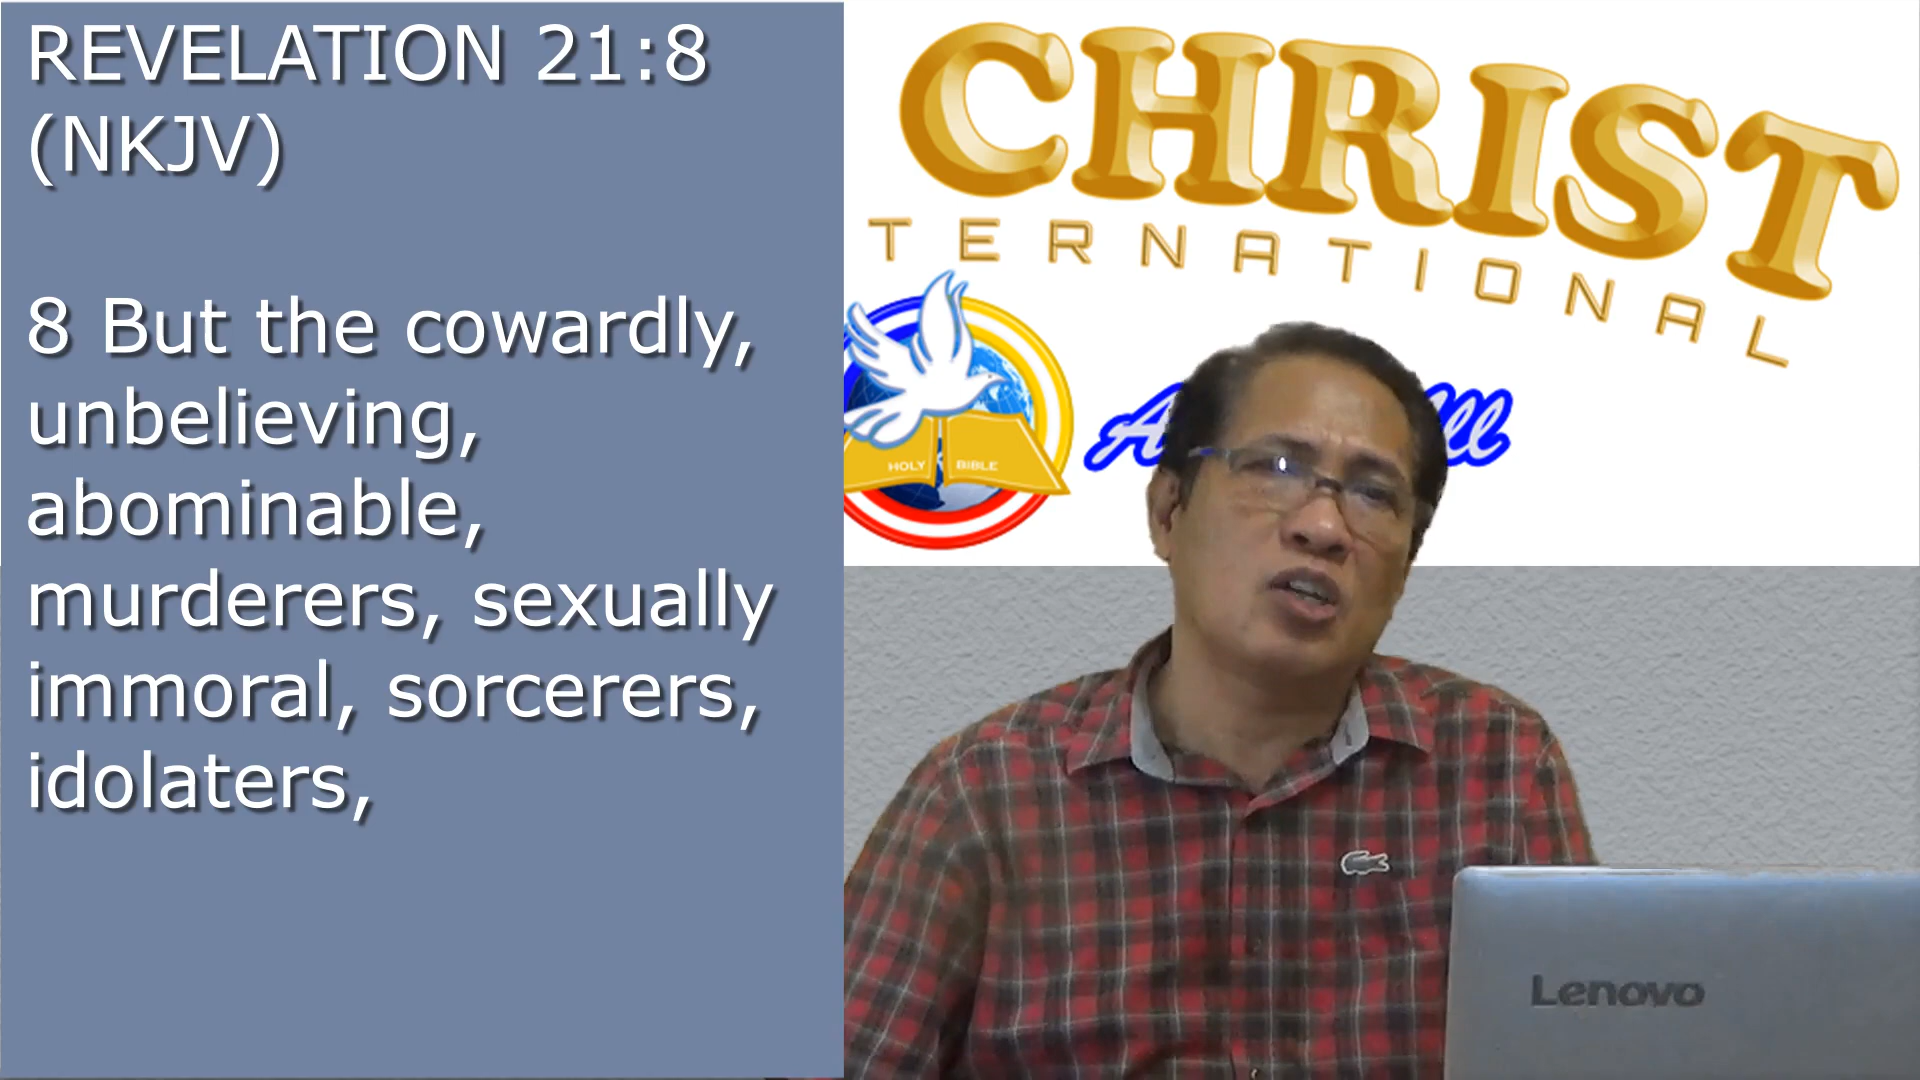 REVELATION 21:8
(NKJV)
8 But the cowardly,
unbelieving,
abominable,
murderers, sexually
immoral, sorcerers,
idolaters,
CHRIST
TERNATIONAL
HOLY BIBLE
Lenovo